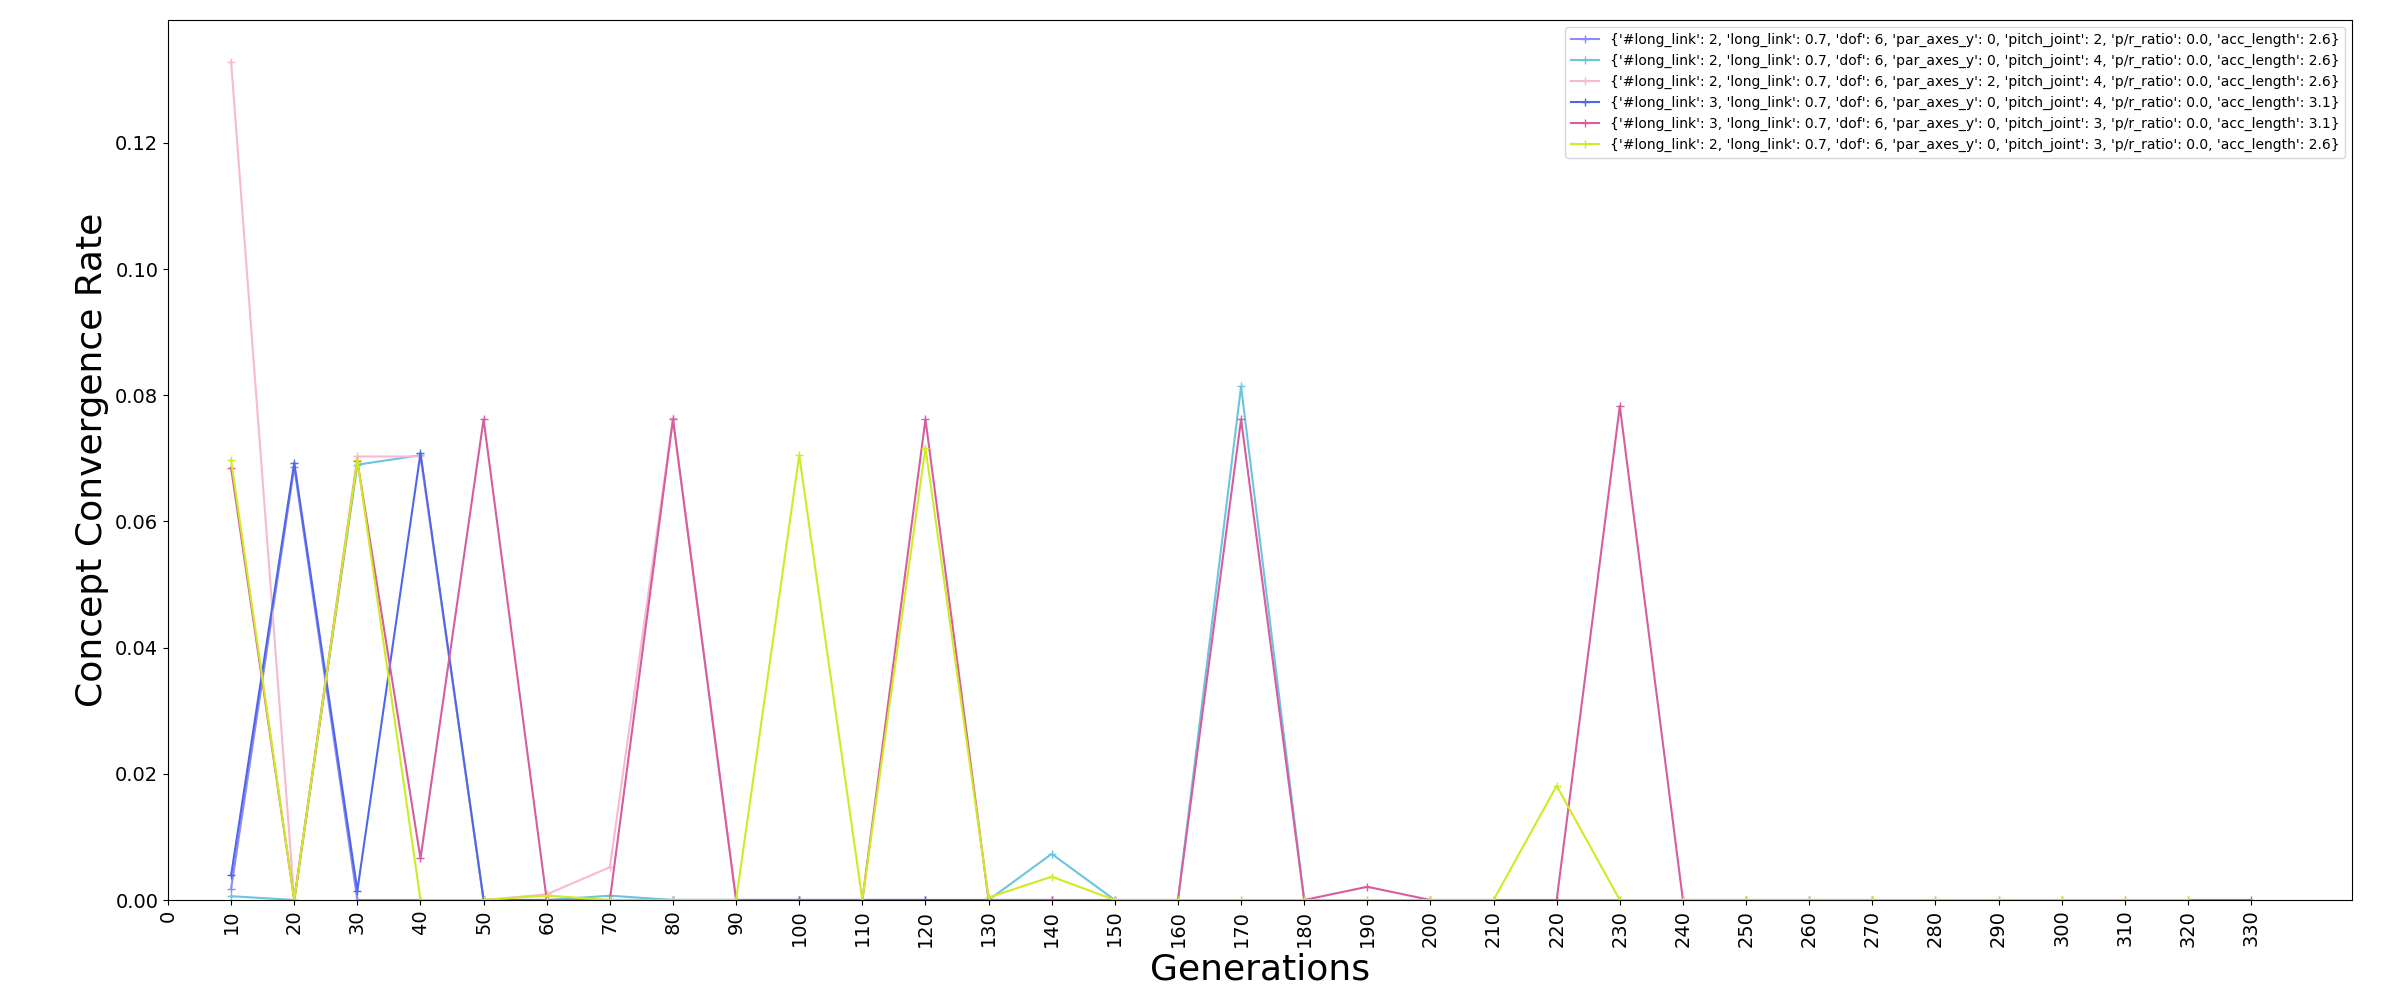 {'#long_link': 2, 'long_link': 0.7, 'dof': 6, 'par_axes_y': 0, 'pitch_joint': 2, 'p/r_ratio': 0.0, 'acc_length': 2.6}
{'#long_link': 2, 'long_link': 0.7, 'dof': 6, 'par_axes_y': 0, 'pitch_joint': 4, 'p/r_ratio': 0.0, 'acc_length': 2.6}
{'#long_link': 2, 'long_link': 0.7, 'dof': 6, 'par_axes_y': 2, 'pitch_joint': 4, 'p/r_ratio': 0.0, 'acc_length': 2.6}
{'#long_link': 3, 'long_link': 0.7, 'dof': 6, 'par_axes_y': 0, 'pitch_joint': 4, 'p/r_ratio': 0.0, 'acc_length': 3.1}
{'#long_link': 3, 'long_link': 0.7, 'dof': 6, 'par_axes_y': 0, 'pitch_joint': 3, 'p/r_ratio': 0.0, 'acc_length': 3.1}
{'#long_link': 2, 'long_link': 0.7, 'dof': 6, 'par_axes_y': 0, 'pitch_joint': 3, 'p/r_ratio': 0.0, 'acc_length': 2.6}
Concept Convergence Rate
0.12
0.10
0.08
0.06
0.04
0.02
0.00
0 10 20 30 40 50 60 70 80 90 100 110 120 130 140 150 160 170 180 190 200 210 220 230 240 250 260 270 280 290 300 310 320 330
Generations